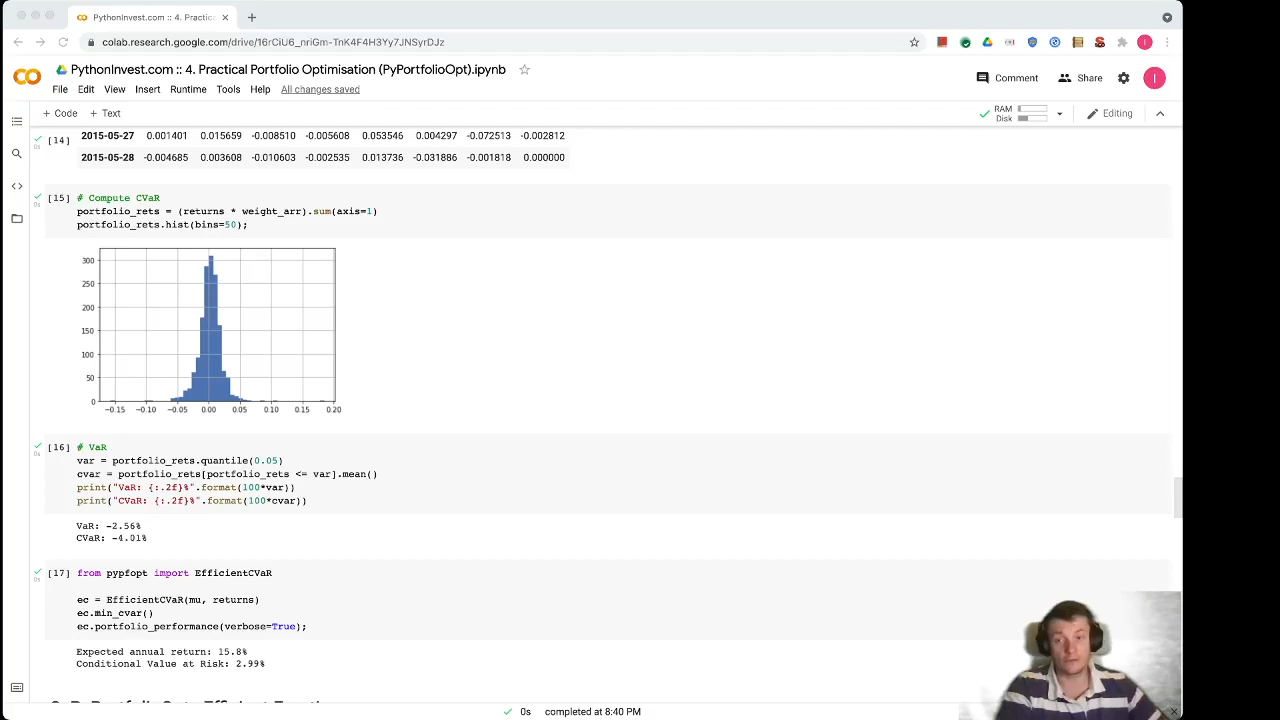 PythonInvest.com :: 4. Practic
colab.research.google.com/drive/16rCiU6_nriGm-TnK4F4H3Yy7JNSyrDJz
PythonInvest.com :: 4. Practical Portfolio Optimisation (PyPortfolioOpt).ipynb
Comment
Share
I
File Edit View Insert Runtime Tools Help All changes saved
+ Code + Text
RAM
Disk
Editing
[14]
2015-05-27 0.001401 0.015659 -0.008510 -0.005608 0.053546 0.004297 -0.072513 -0.002812
0s
2015-05-28 -0.004685 0.003608 -0.010603 -0.002535 0.013736 -0.031886 -0.001818 0.000000
[15] # Compute CVaR
0s
portfolio_rets = (returns * weight_arr).sum(axis=1)
portfolio_rets.hist(bins=50);
300
250
200
150
100
50
0
-0.15 -0.10 -0.05 0.00 0.05 0.10 0.15 0.20
[16] # VaR
0s
var = portfolio_rets.quantile(0.05)
cvar = portfolio_rets[portfolio_rets <= var].mean()
print("VaR: {:.2f}%".format(100*var))
print("CVaR: {:.2f}%".format(100*cvar))
VaR: -2.56%
CVaR: -4.01%
[17] from pypfopt import EfficientCVaR
0s
ec = EfficientCVaR(mu, returns)
ec.min_cvar()
ec.portfolio_performance(verbose=True);
Expected annual return: 15.8%
Conditional Value at Risk: 2.99%
0s completed at 8:40 PM